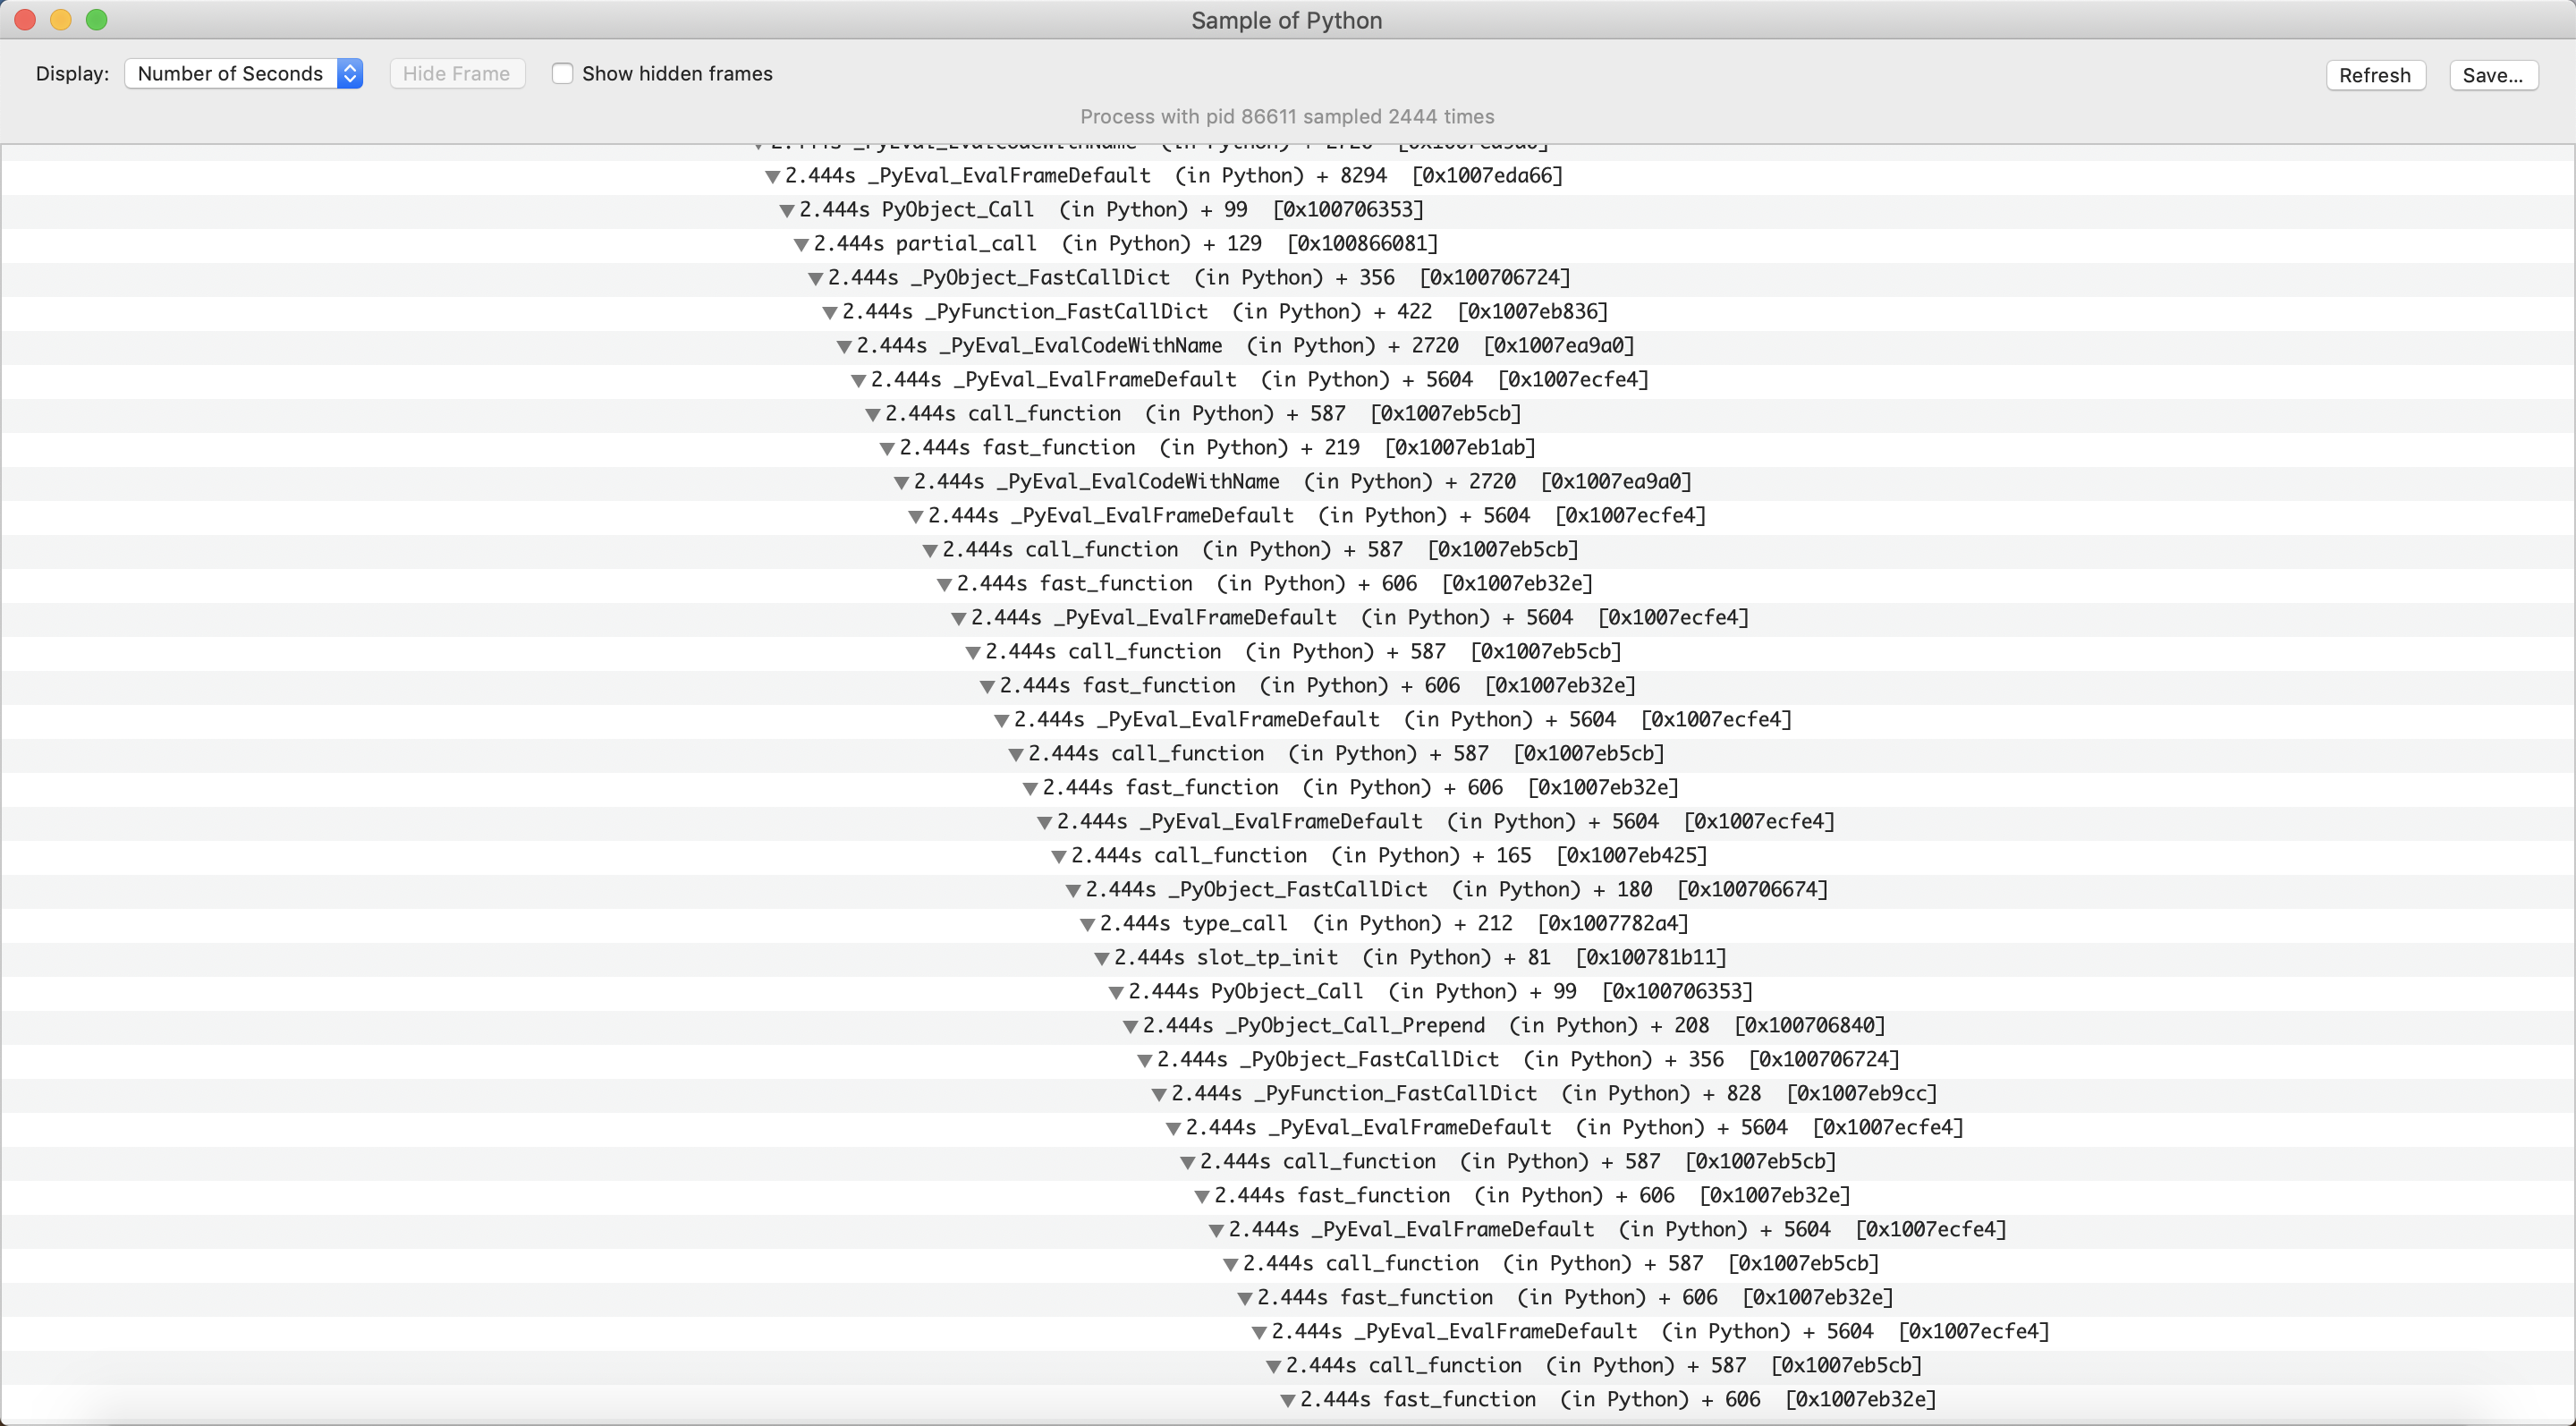 Sample of Python
Display: Number of Seconds Hide Frame Show hidden frames Refresh Save...
Process with pid 86611 sampled 2444 times
2.444s _PyEval_EvalCodeWithName (in Python) + 2720 [0x1007ea9a0]
2.444s _PyEval_EvalFrameDefault (in Python) + 8294 [0x1007eda66]
2.444s PyObject_Call (in Python) + 99 [0x100706353]
2.444s partial_call (in Python) + 129 [0x100866081]
2.444s _PyObject_FastCallDict (in Python) + 356 [0x100706724]
2.444s _PyFunction_FastCallDict (in Python) + 422 [0x1007eb836]
2.444s _PyEval_EvalCodeWithName (in Python) + 2720 [0x1007ea9a0]
2.444s _PyEval_EvalFrameDefault (in Python) + 5604 [0x1007ecfe4]
2.444s call_function (in Python) + 587 [0x1007eb5cb]
2.444s fast_function (in Python) + 219 [0x1007eb1ab]
2.444s _PyEval_EvalCodeWithName (in Python) + 2720 [0x1007ea9a0]
2.444s _PyEval_EvalFrameDefault (in Python) + 5604 [0x1007ecfe4]
2.444s call_function (in Python) + 587 [0x1007eb5cb]
2.444s fast_function (in Python) + 606 [0x1007eb32e]
2.444s _PyEval_EvalFrameDefault (in Python) + 5604 [0x1007ecfe4]
2.444s call_function (in Python) + 587 [0x1007eb5cb]
2.444s fast_function (in Python) + 606 [0x1007eb32e]
2.444s _PyEval_EvalFrameDefault (in Python) + 5604 [0x1007ecfe4]
2.444s call_function (in Python) + 587 [0x1007eb5cb]
2.444s fast_function (in Python) + 606 [0x1007eb32e]
2.444s _PyEval_EvalFrameDefault (in Python) + 5604 [0x1007ecfe4]
2.444s call_function (in Python) + 165 [0x1007eb425]
2.444s _PyObject_FastCallDict (in Python) + 180 [0x100706674]
2.444s type_call (in Python) + 212 [0x1007782a4]
2.444s slot_tp_init (in Python) + 81 [0x100781b11]
2.444s PyObject_Call (in Python) + 99 [0x100706353]
2.444s _PyObject_Call_Prepend (in Python) + 208 [0x100706840]
2.444s _PyObject_FastCallDict (in Python) + 356 [0x100706724]
2.444s _PyFunction_FastCallDict (in Python) + 828 [0x1007eb9cc]
2.444s _PyEval_EvalFrameDefault (in Python) + 5604 [0x1007ecfe4]
2.444s call_function (in Python) + 587 [0x1007eb5cb]
2.444s fast_function (in Python) + 606 [0x1007eb32e]
2.444s _PyEval_EvalFrameDefault (in Python) + 5604 [0x1007ecfe4]
2.444s call_function (in Python) + 587 [0x1007eb5cb]
2.444s fast_function (in Python) + 606 [0x1007eb32e]
2.444s _PyEval_EvalFrameDefault (in Python) + 5604 [0x1007ecfe4]
2.444s call_function (in Python) + 587 [0x1007eb5cb]
2.444s fast_function (in Python) + 606 [0x1007eb32e]